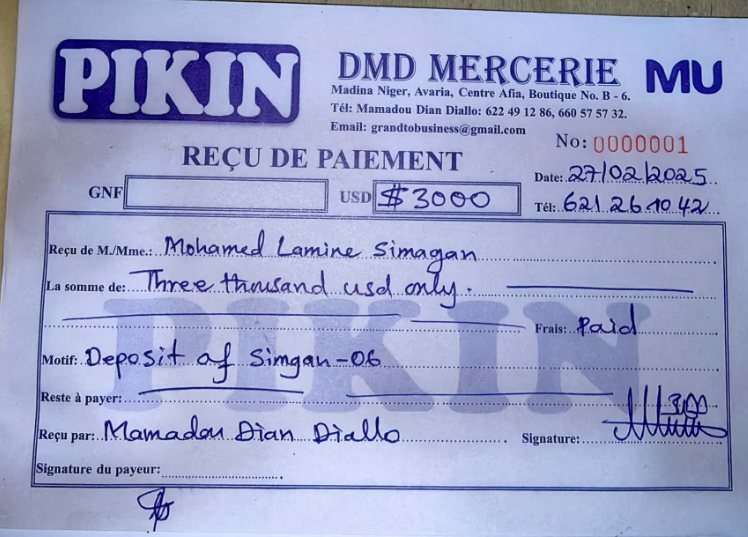 PIKIN
DMD MERCERIE
MU
Madina Niger, Avaria, Centre Afia, Boutique No. B - 6.
Tél: Mamadou Dian Diallo: 622 49 12 86, 660 57 57 32.
Email: grandtobusiness@gmail.com
No: 0000001
REÇU DE PAIEMENT
Date: 27/02/2025
GNF
USD $3000
Tél: 621 26 10 42
Reçu de M./Mme.: Mohamed Lamine Simagan
La somme de: Three thousand usd only.
PIKIN
Frais: Paid
Motif: Deposit of Simgan-06
Reste à payer:
Reçu par: Mamadou Dian Diallo
Signature:
Signature du payeur: